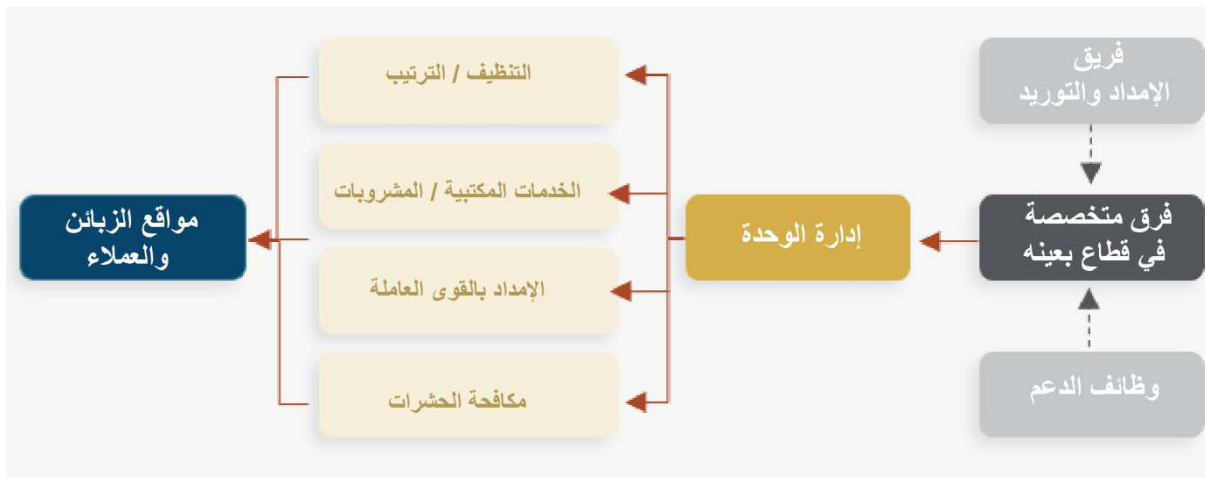 فريق
الإمداد والتوريد
فرق متخصصة
في قطاع بعينه
وظائف الدعم
إدارة الوحدة
التنظيف / الترتيب
الخدمات المكتبية / المشروبات
الإمداد بالقوى العاملة
مكافحة الحشرات
مواقع الزبائن
والعملاء